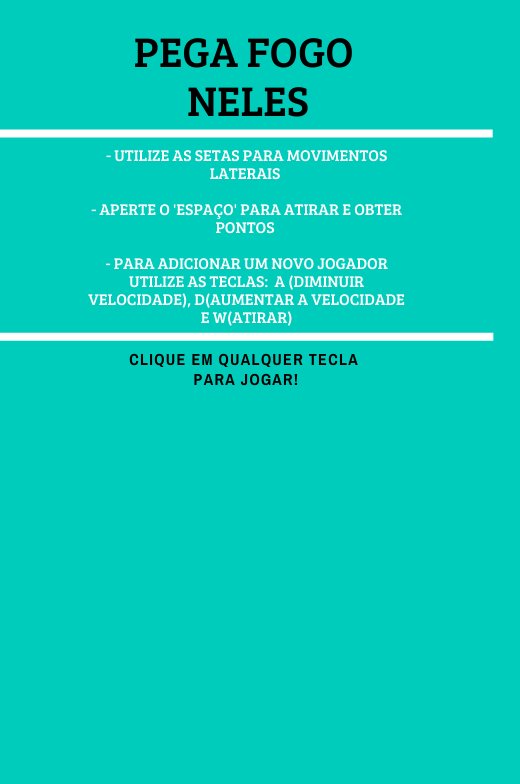 PEGA FOGO
NELES
- UTILIZE AS SETAS PARA MOVIMENTOS
LATERAIS
- APERTE O 'ESPAÇO' PARA ATIRAR E OBTER
PONTOS
- PARA ADICIONAR UM NOVO JOGADOR
UTILIZE AS TECLAS: A (DIMINUIR
VELOCIDADE), D(AUMENTAR A VELOCIDADE
E W(ATIRAR)
CLIQUE EM QUALQUER TECLA
PARA JOGAR!